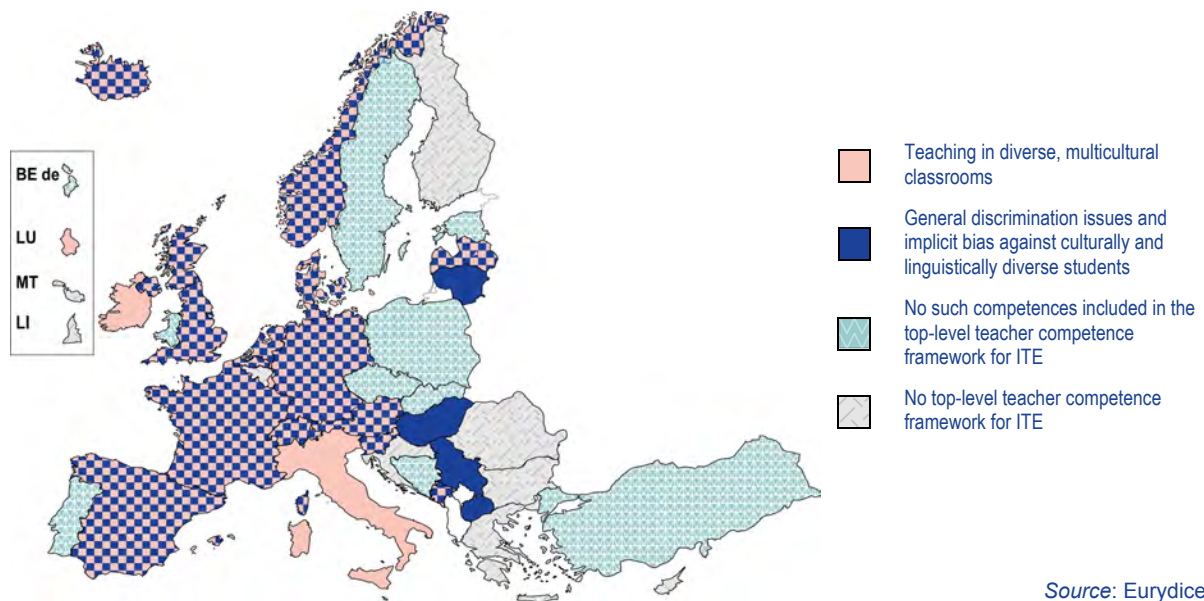 BE de
LU
MT
LI
Teaching in diverse, multicultural
classrooms
General discrimination issues and
implicit bias against culturally and
linguistically diverse students
No such competences included in the
top-level teacher competence
framework for ITE
No top-level teacher competence
framework for ITE
Source: Eurydice